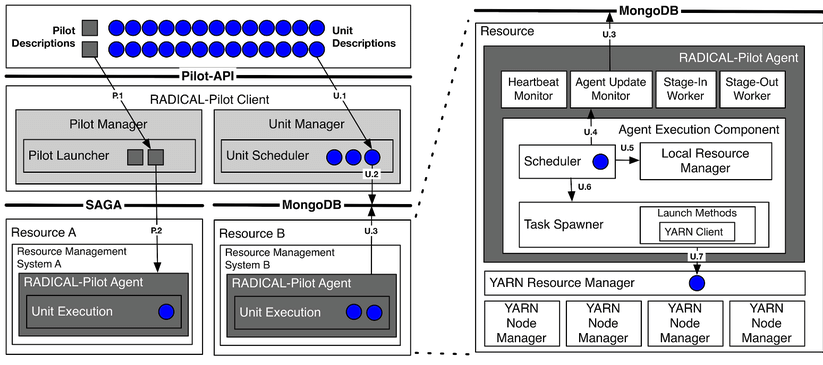 Pilot
Descriptions
Unit
Descriptions
Pilot-API
P.1
U.1
RADICAL-Pilot Client
Pilot Manager
Pilot Launcher
Unit Manager
Unit Scheduler
U.2
SAGA
MongoDB
P.2
U.3
Resource A
Resource Management
System A
RADICAL-Pilot Agent
Unit Execution
Resource B
Resource Management
System B
RADICAL-Pilot Agent
Unit Execution
MongoDB
U.3
Resource
RADICAL-Pilot Agent
Heartbeat
Monitor
Agent Update
Monitor
Stage-In
Worker
Stage-Out
Worker
U.4
Agent Execution Component
Scheduler
U.5
Local Resource
Manager
U.6
Task Spawner
Launch Methods
YARN Client
U.7
YARN Resource Manager
YARN
Node
Manager
YARN
Node
Manager
YARN
Node
Manager
YARN
Node
Manager